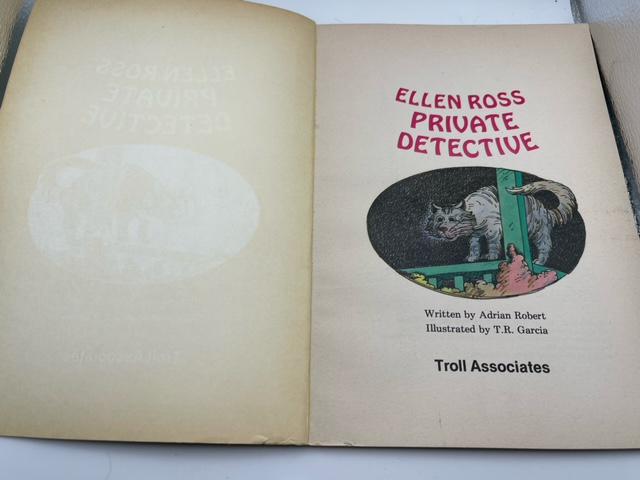 ELLEN ROSS
PRIVATE
DETECTIVE
Written by Adrian Robert
Illustrated by T.R. Garcia
Troll Associates